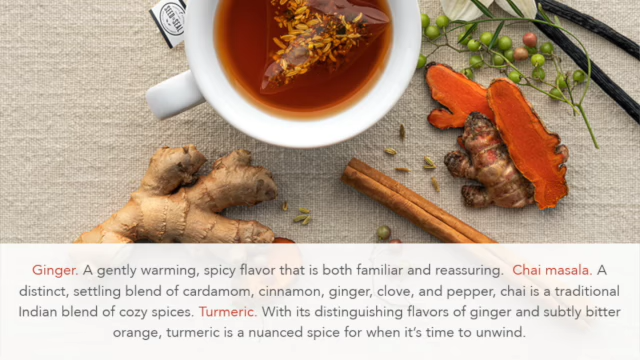 SEED & SEAL
Ginger. A gently warming, spicy flavor that is both familiar and reassuring. Chai masala. A
distinct, settling blend of cardamom, cinnamon, ginger, clove, and pepper, chai is a traditional
Indian blend of cozy spices. Turmeric. With its distinguishing flavors of ginger and subtly bitter
orange, turmeric is a nuanced spice for when it’s time to unwind.